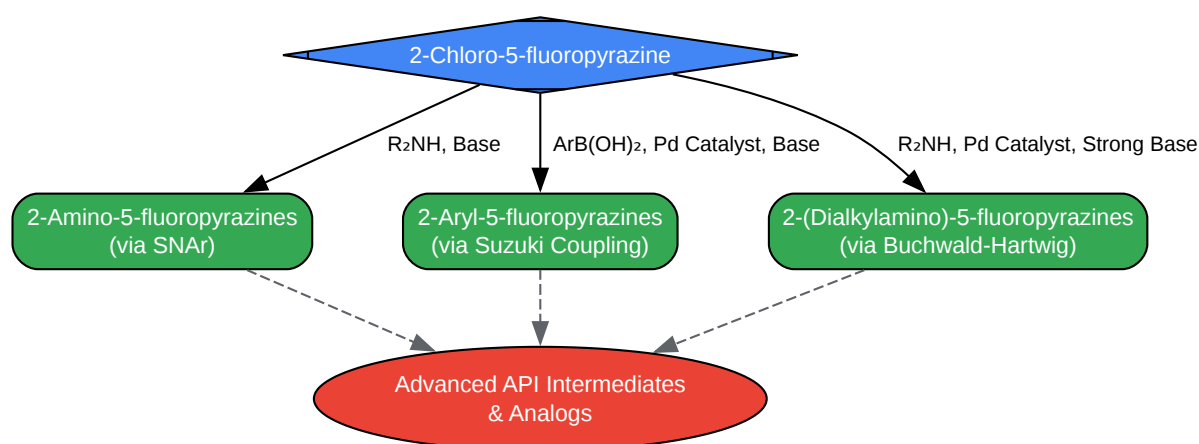 2-Chloro-5-fluoropyrazine
R₂NH, Base
ArB(OH)₂, Pd Catalyst, Base
R₂NH, Pd Catalyst, Strong Base
2-Amino-5-fluoropyrazines
(via SNAr)
2-Aryl-5-fluoropyrazines
(via Suzuki Coupling)
2-(Dialkylamino)-5-fluoropyrazines
(via Buchwald-Hartwig)
Advanced API Intermediates
& Analogs